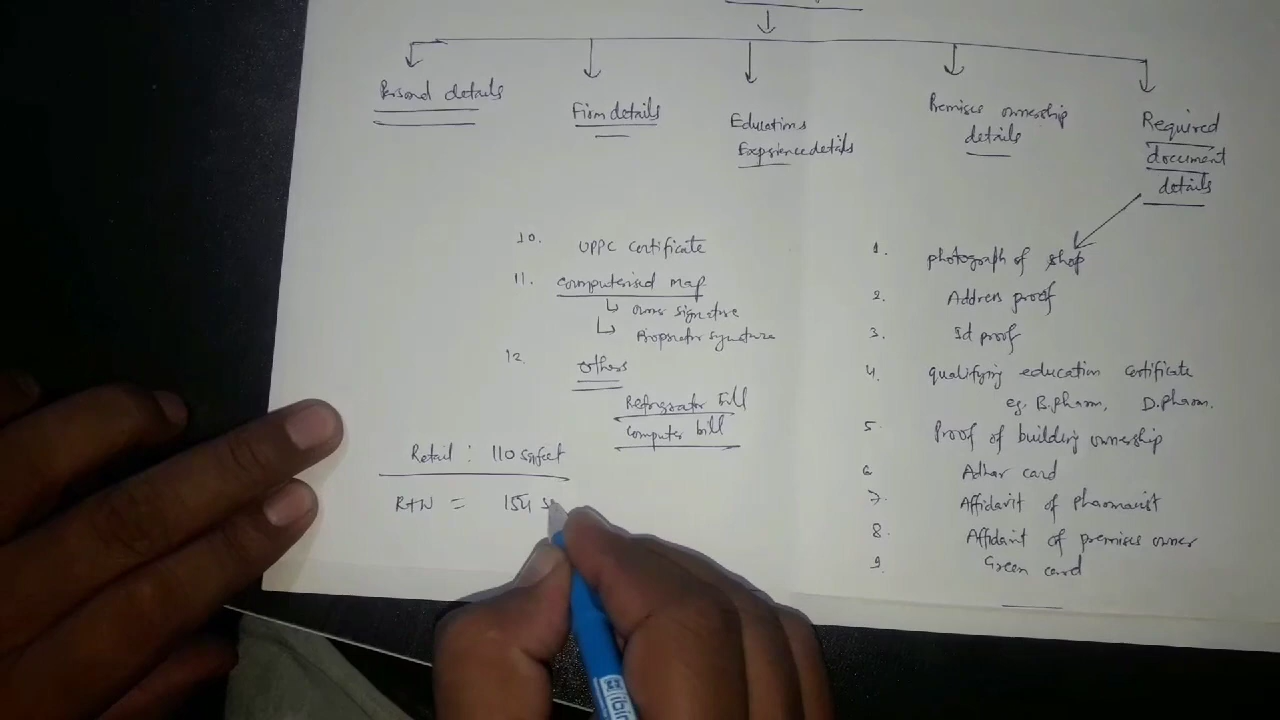 Personal details
Firm details
Educations
Experience details
Premises ownership
details
Required
document
details
10. UPPC certificate
11. Computerised map
owner signature
Proprietor signature
12. others
Refrigerator bill
Computer bill
Retail : 110 sqfeet
R+W = 154 s
1. photograph of shop
2. Address proof
3. Id proof
4. qualifying education certificate
eg. B.pharm, D.pharm.
5. Proof of building ownership
6 Adhar card
7. Affidavit of pharmacist
8. Affidavit of premises owner
9. Green card